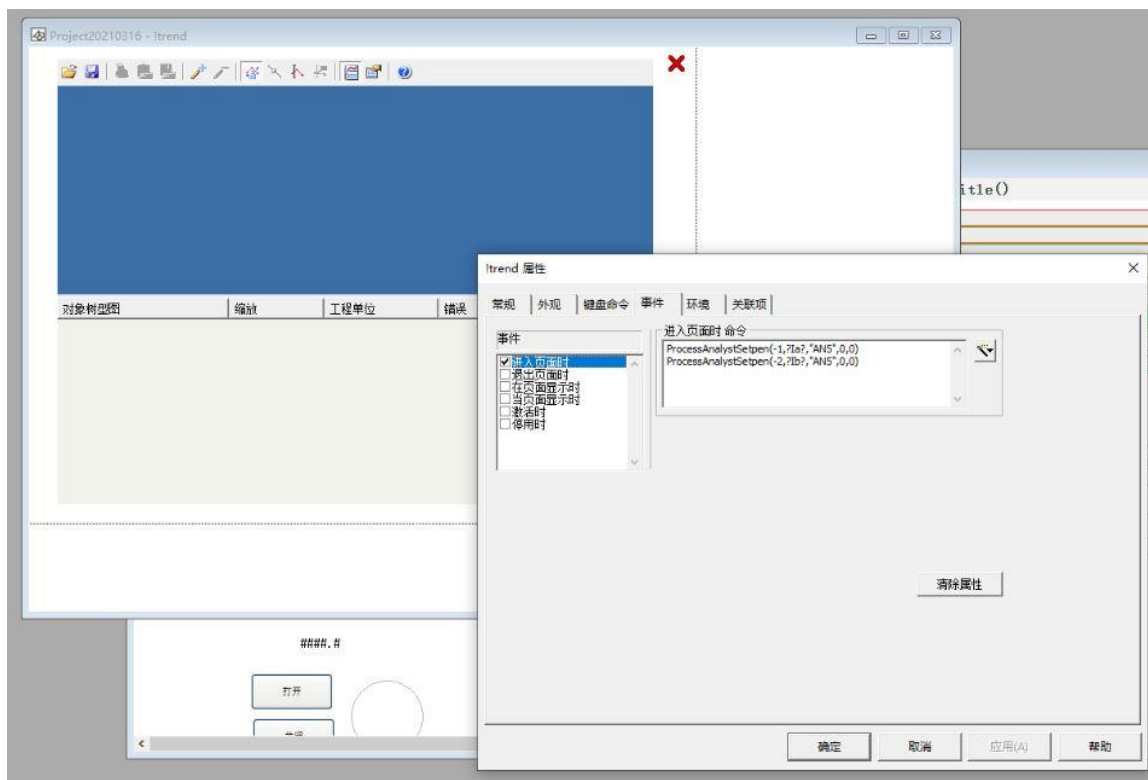 Project20210316 - !trend
itle()
对象树型图 缩放 工程单位 错误
!trend 属性
常规 外观 键盘命令 事件 环境 关联项
事件
进入页面时
退出页面时
在页面显示时
当页面显示时
激活时
停用时
进入页面时 命令
ProcessAnalystSetpen(-1,?Ia?,"AN5",0,0)
ProcessAnalystSetpen(-2,?Ib?,"AN5",0,0)
清除属性
####.#
打开
确定 取消 应用(A) 帮助